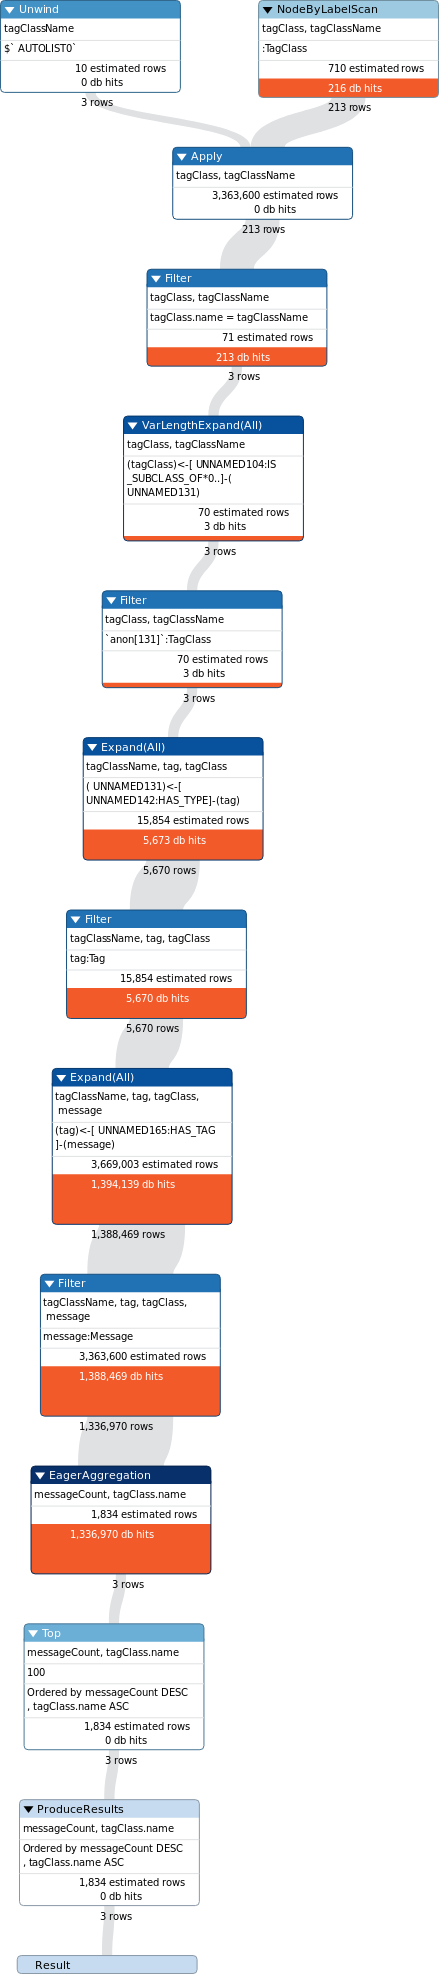 Unwind
tagClassName
$` AUTOLIST0`
10 estimated rows
0 db hits
3 rows
NodeByLabelScan
tagClass, tagClassName
:TagClass
710 estimated rows
216 db hits
213 rows
Apply
tagClass, tagClassName
3,363,600 estimated rows
0 db hits
213 rows
Filter
tagClass, tagClassName
tagClass.name = tagClassName
71 estimated rows
213 db hits
3 rows
VarLengthExpand(All)
tagClass, tagClassName
(tagClass)<-[ UNNAMED104:IS
_SUBCLASS_OF*0..]-(
UNNAMED131)
70 estimated rows
3 db hits
3 rows
Filter
tagClass, tagClassName
`anon[131]`:TagClass
70 estimated rows
3 db hits
3 rows
Expand(All)
tagClassName, tag, tagClass
( UNNAMED131)<-[
UNNAMED142:HAS_TYPE]-(tag)
15,854 estimated rows
5,673 db hits
5,670 rows
Filter
tagClassName, tag, tagClass
tag:Tag
15,854 estimated rows
5,670 db hits
5,670 rows
Expand(All)
tagClassName, tag, tagClass,
message
(tag)<-[ UNNAMED165:HAS_TAG
]-(message)
3,669,003 estimated rows
1,394,139 db hits
1,388,469 rows
Filter
tagClassName, tag, tagClass,
message
message:Message
3,363,600 estimated rows
1,388,469 db hits
1,336,970 rows
EagerAggregation
messageCount, tagClass.name
1,834 estimated rows
1,336,970 db hits
3 rows
Top
messageCount, tagClass.name
100
Ordered by messageCount DESC
, tagClass.name ASC
1,834 estimated rows
0 db hits
3 rows
ProduceResults
messageCount, tagClass.name
Ordered by messageCount DESC
, tagClass.name ASC
1,834 estimated rows
0 db hits
3 rows
Result